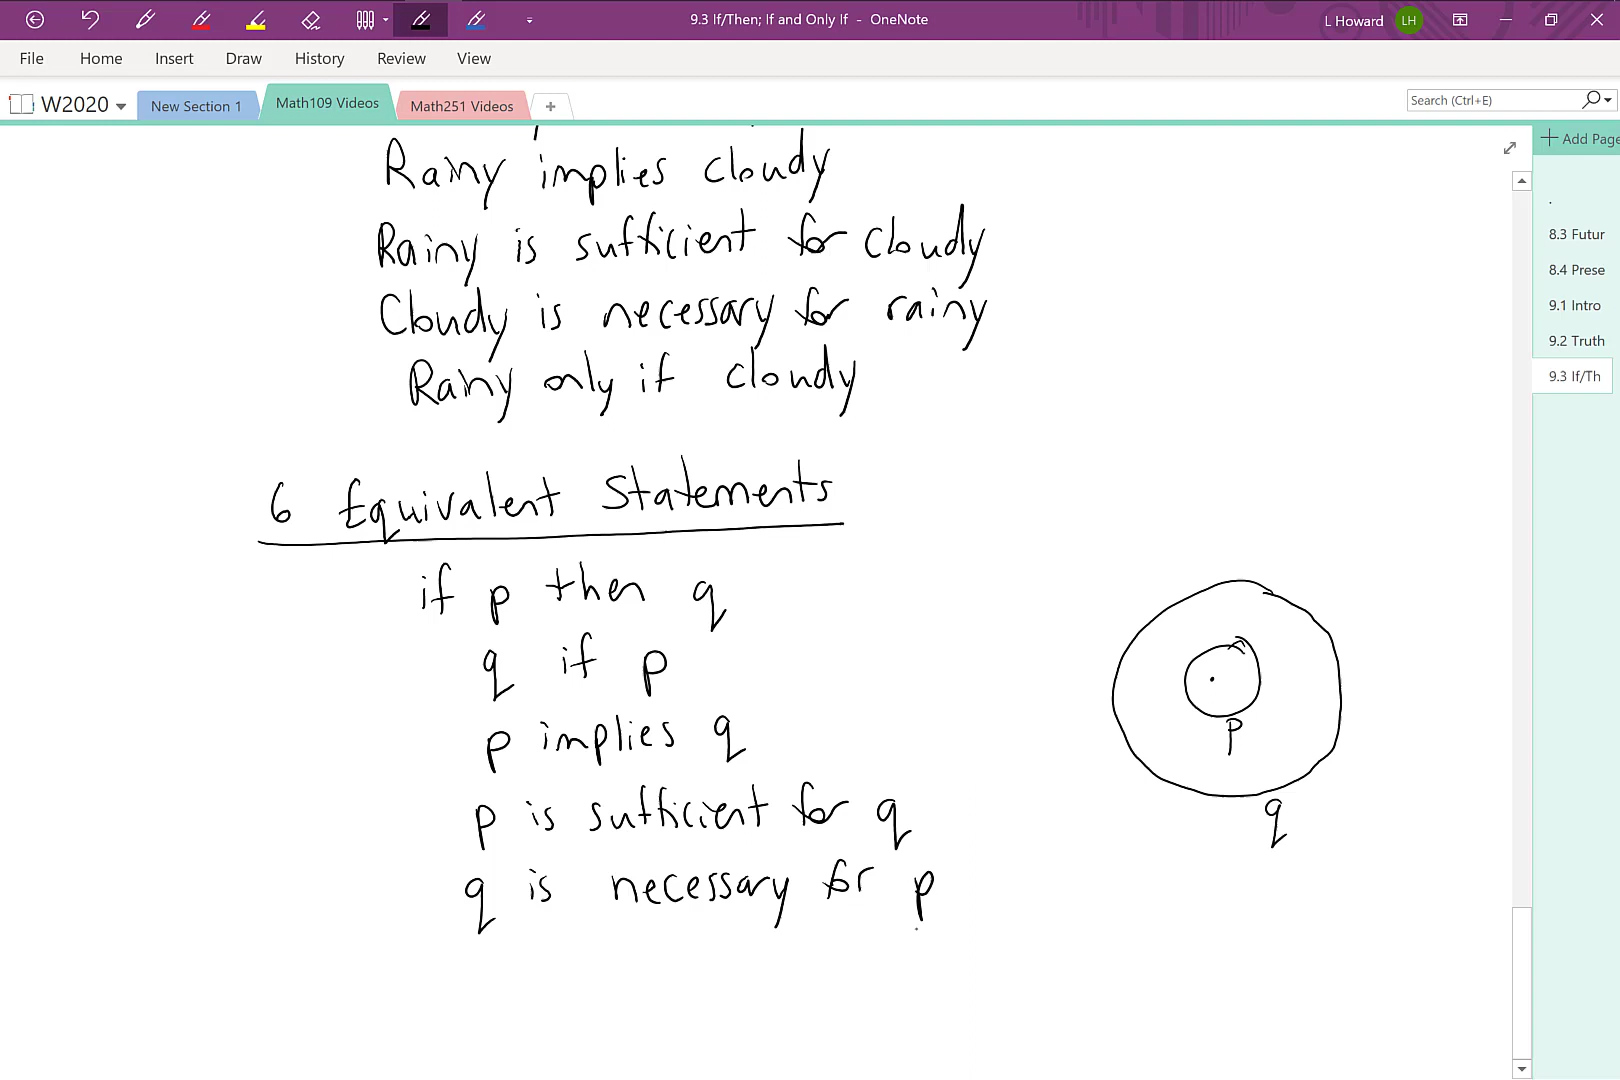 9.3 If/Then; If and Only If - OneNote
L Howard LH
File Home Insert Draw History Review View
W2020 New Section 1 Math109 Videos Math251 Videos
Search (Ctrl+E)
Add Page
Rainy implies cloudy
Rainy is sufficient for cloudy
Cloudy is necessary for rainy
Rainy only if cloudy
6 Equivalent Statements
if p then q
q if p
p implies q
p is sufficient for q
q is necessary for p
p
q
8.3 Futur
8.4 Prese
9.1 Intro
9.2 Truth
9.3 If/Th